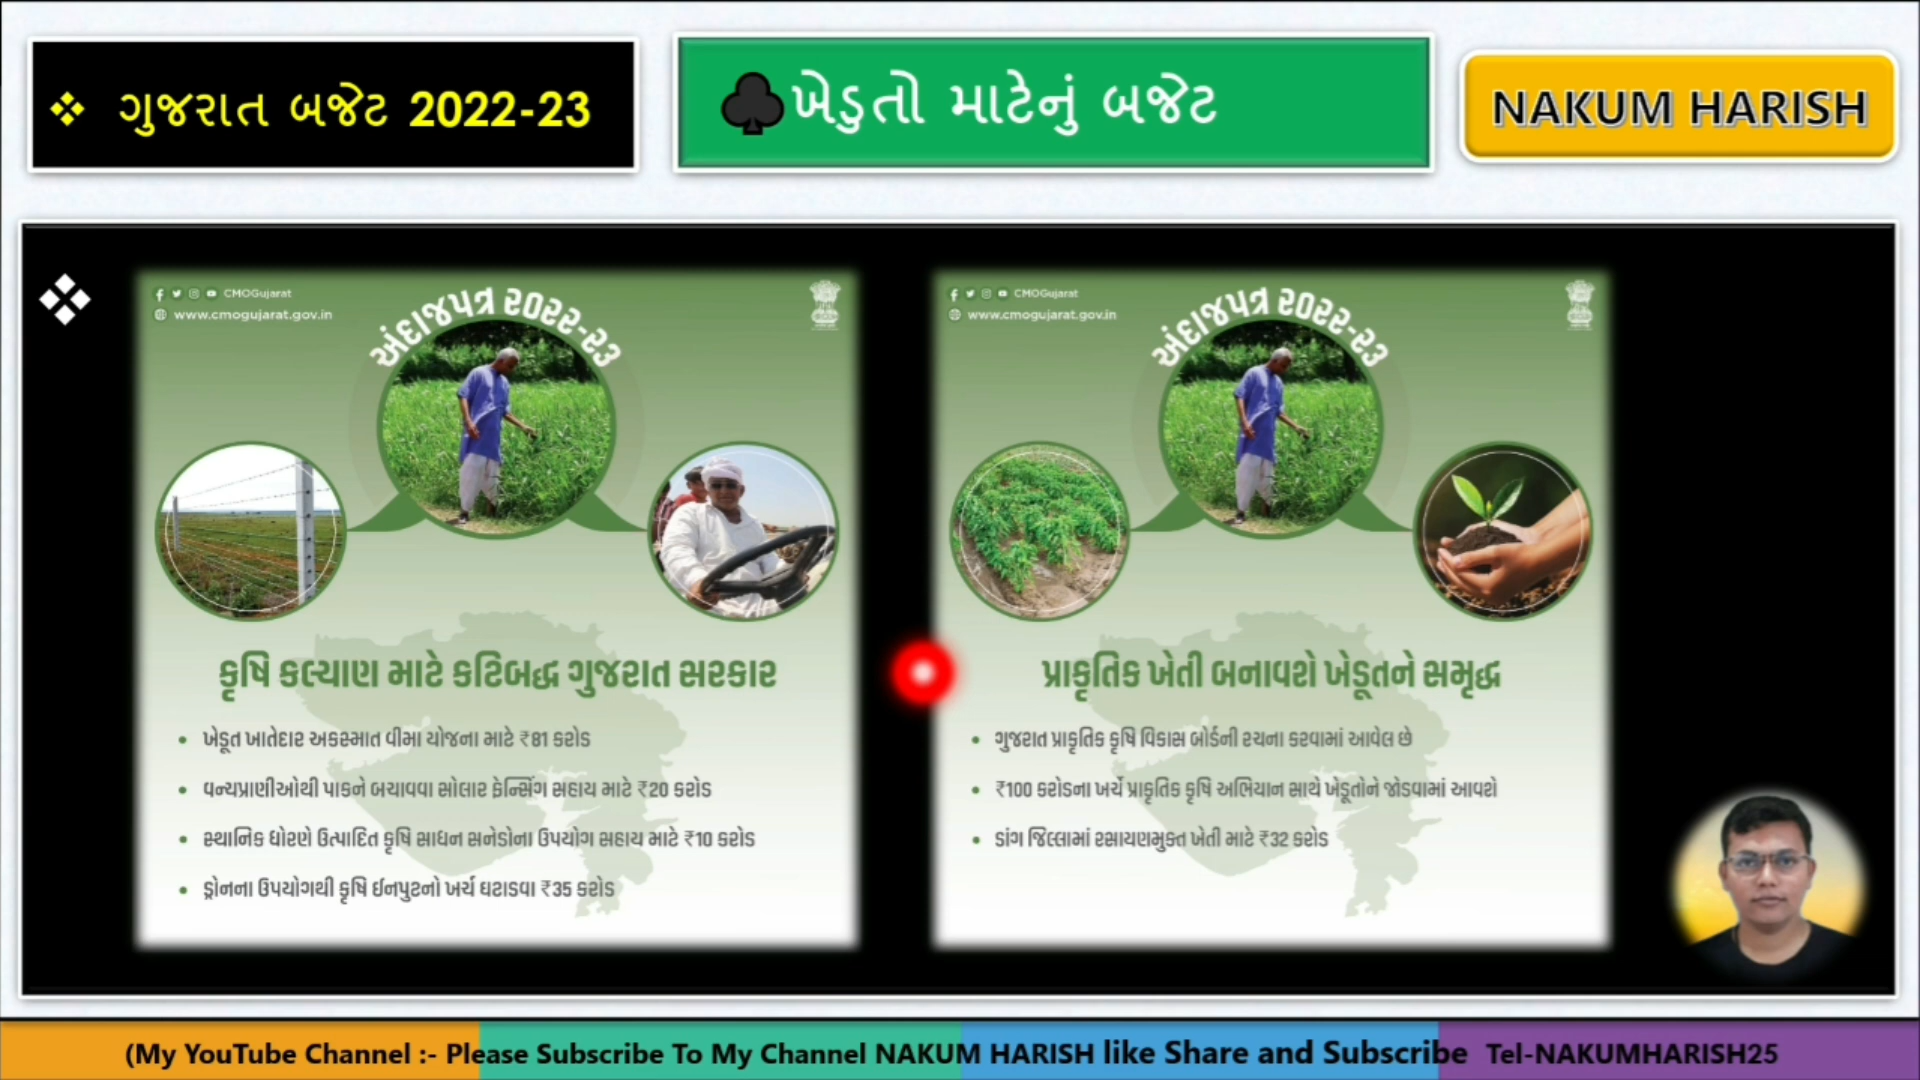 ❖ ગુજરાત બજેટ 2022-23
♣ખેડુતો માટેનું બજેટ
NAKUM HARISH
CMOGujarat
www.cmogujarat.gov.in
અંદાજપત્ર ૨૦૨૨-૨૩
કૃષિ કલ્યાણ માટે કટિબદ્ધ ગુજરાત સરકાર
• ખેડૂત ખાતેદાર અકસ્માત વીમા યોજના માટે ₹81 કરોડ
• વન્યપ્રાણીઓથી પાકને બચાવવા સોલાર ફેન્સિંગ સહાય માટે ₹20 કરોડ
• સ્થાનિક ધોરણે ઉત્પાદિત કૃષિ સાધન સનેડોના ઉપયોગ સહાય માટે ₹10 કરોડ
• ડ્રોનના ઉપયોગથી કૃષિ ઈનપુટનો ખર્ચ ઘટાડવા ₹35 કરોડ
CMOGujarat
www.cmogujarat.gov.in
અંદાજપત્ર ૨૦૨૨-૨૩
પ્રાકૃતિક ખેતી બનાવશે ખેડૂતને સમૃદ્ધ
• ગુજરાત પ્રાકૃતિક કૃષિ વિકાસ બોર્ડની રચના કરવામાં આવેલ છે
• ₹100 કરોડના ખર્ચે પ્રાકૃતિક કૃષિ અભિયાન સાથે ખેડૂતોને જોડવામાં આવશે
• ડાંગ જિલ્લામાં રસાયણમુક્ત ખેતી માટે ₹32 કરોડ
(My YouTube Channel :- Please Subscribe To My Channel NAKUM HARISH like Share and Subscribe Tel-NAKUMHARISH25